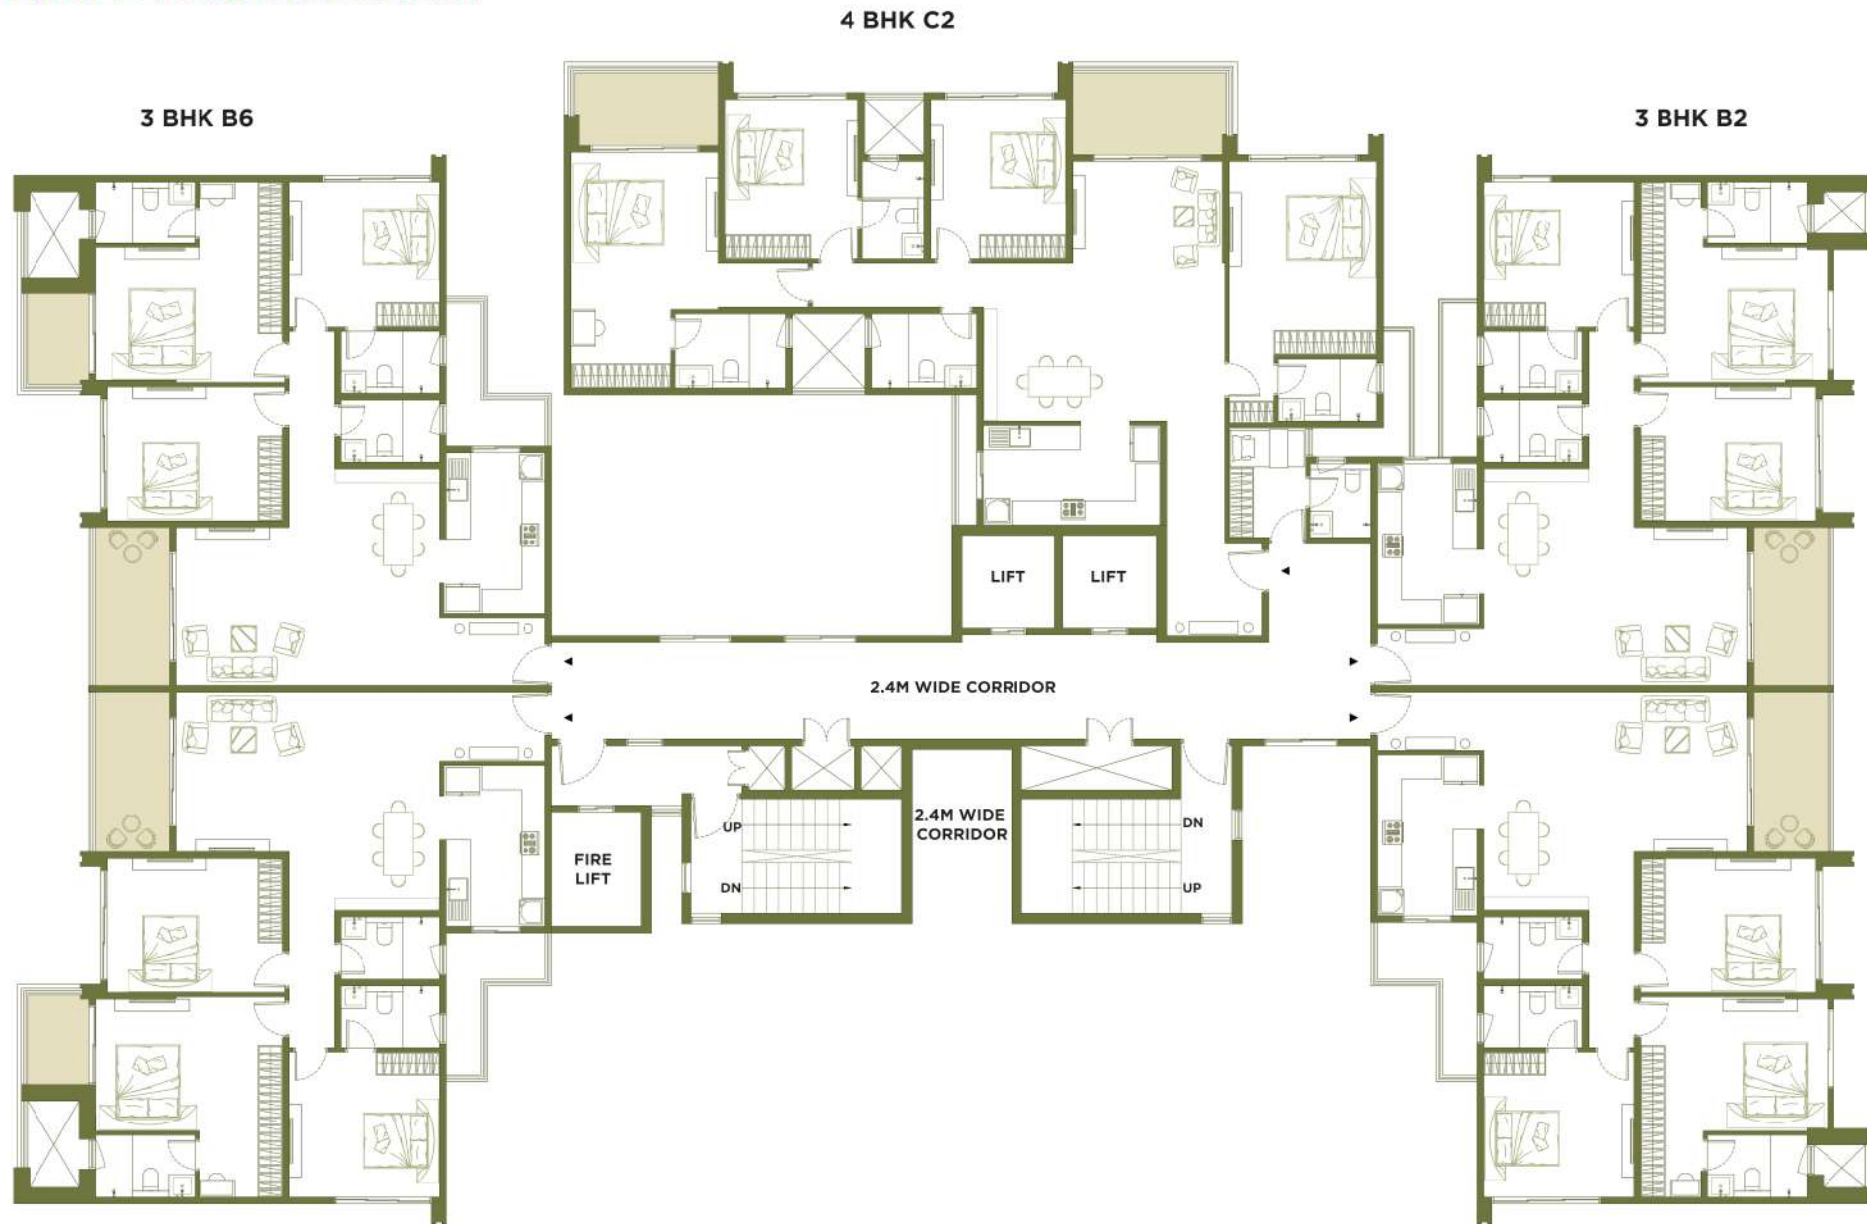 4 BHK C2
3 BHK B6
3 BHK B2
LIFT
LIFT
2.4M WIDE CORRIDOR
2.4M WIDE
CORRIDOR
UP
DN
DN
UP
FIRE
LIFT